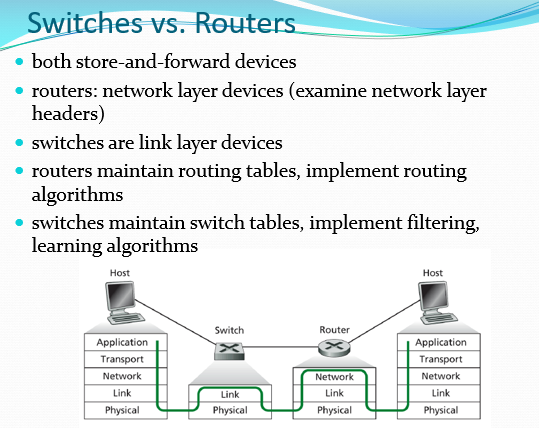 Switches vs. Routers
both store-and-forward devices
routers: network layer devices (examine network layer
headers)
switches are link layer devices
routers maintain routing tables, implement routing
algorithms
switches maintain switch tables, implement filtering,
learning algorithms
Host
Host
Switch
Router
Application
Transport
Network
Link
Physical
Link
Physical
Network
Link
Physical
Application
Transport
Network
Link
Physical